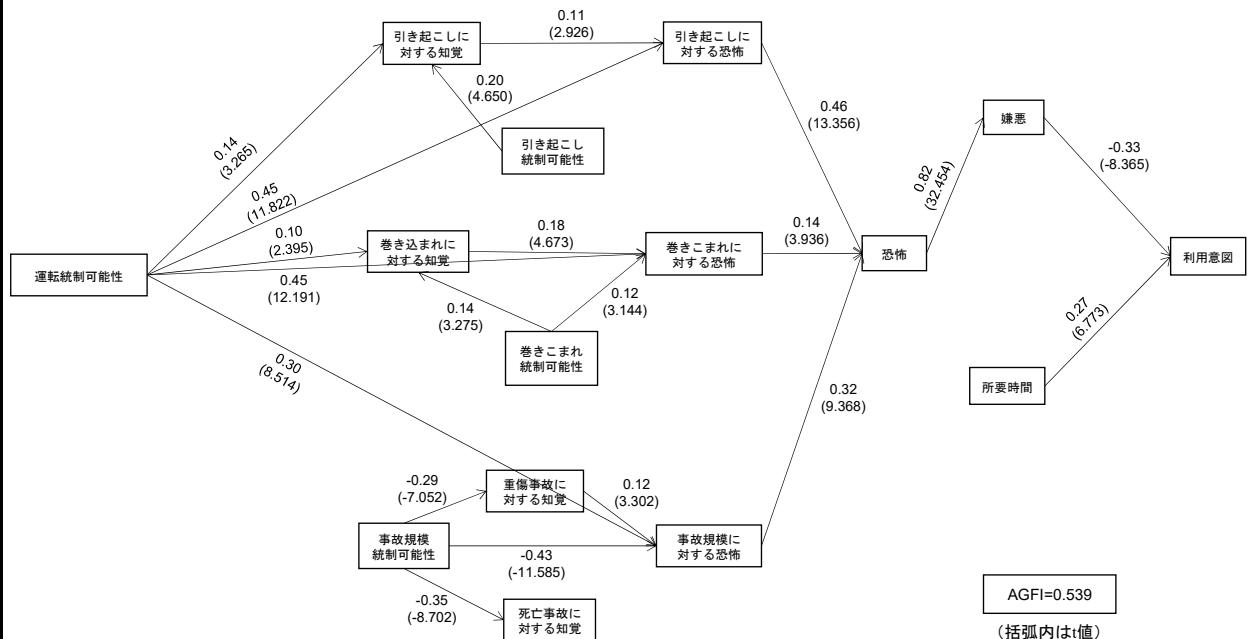 0.11
(2.926)
引き起こしに
対する知覚
引き起こしに
対する恐怖
0.20
(4.650)
0.46
(13.356)
嫌悪
-0.33
(-8.365)
引き起こし
統制可能性
0.14
(3.265)
0.82
(32.454)
0.45
(11.822)
0.10
(2.395)
巻き込まれに
対する知覚
0.18
(4.673)
巻きこまれに
対する恐怖
0.14
(3.936)
恐怖
利用意図
運転統制可能性
0.45
(12.191)
0.14
(3.275)
0.12
(3.144)
0.27
(6.773)
巻きこまれ
統制可能性
0.30
(8.514)
所要時間
0.32
(9.368)
-0.29
(-7.052)
重傷事故に
対する知覚
0.12
(3.302)
事故規模
統制可能性
事故規模に
対する恐怖
-0.43
(-11.585)
-0.35
(-8.702)
死亡事故に
対する知覚
AGFI=0.539
（括弧内はt値）